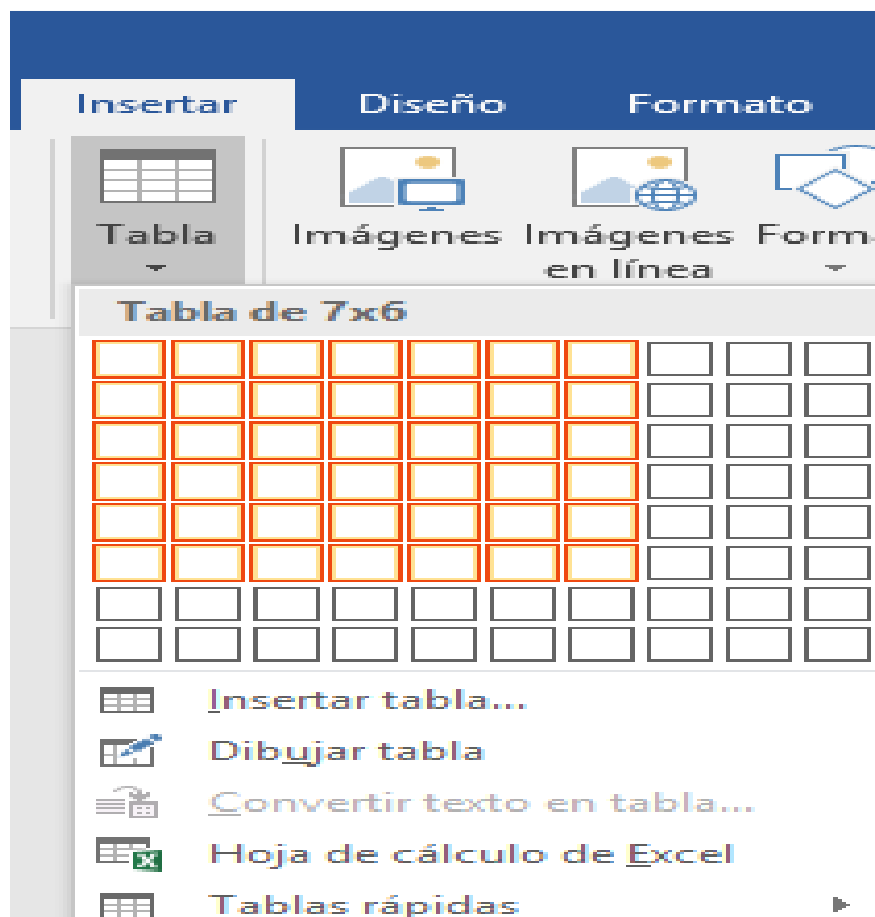 Insertar Diseño Formato
Tabla Imágenes Imágenes en línea Form
Tabla de 7x6
Insertar tabla...
Dibujar tabla
Convertir texto en tabla...
Hoja de cálculo de Excel
Tablas rápidas